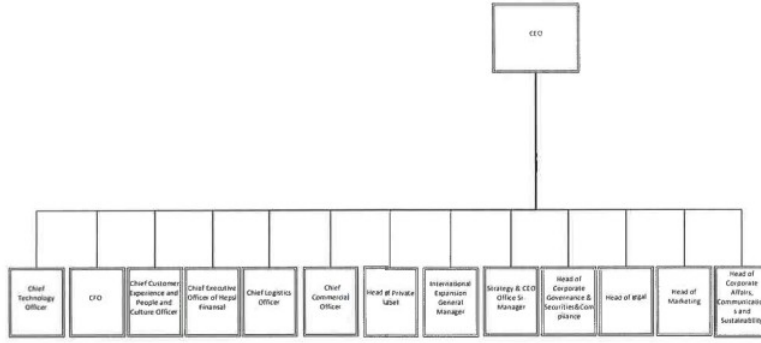 CEO
Chief
Technology
Officer
CFO
Chief Customer
Experience and
People and
Culture Officer
Chief Executive
Officer of Hepsi
Finansal
Chief Logistics
Officer
Chief
Commercial
Officer
Head of Private
Label
International
Expansion
General
Manager
Strategy & CEO
Office Sr
Manager
Head of
Corporate
Governance &
Securities&Com
pliance
Head of legal
Head of
Marketing
Head of
Corporate
Affairs,
Communication
s and
Sustainability